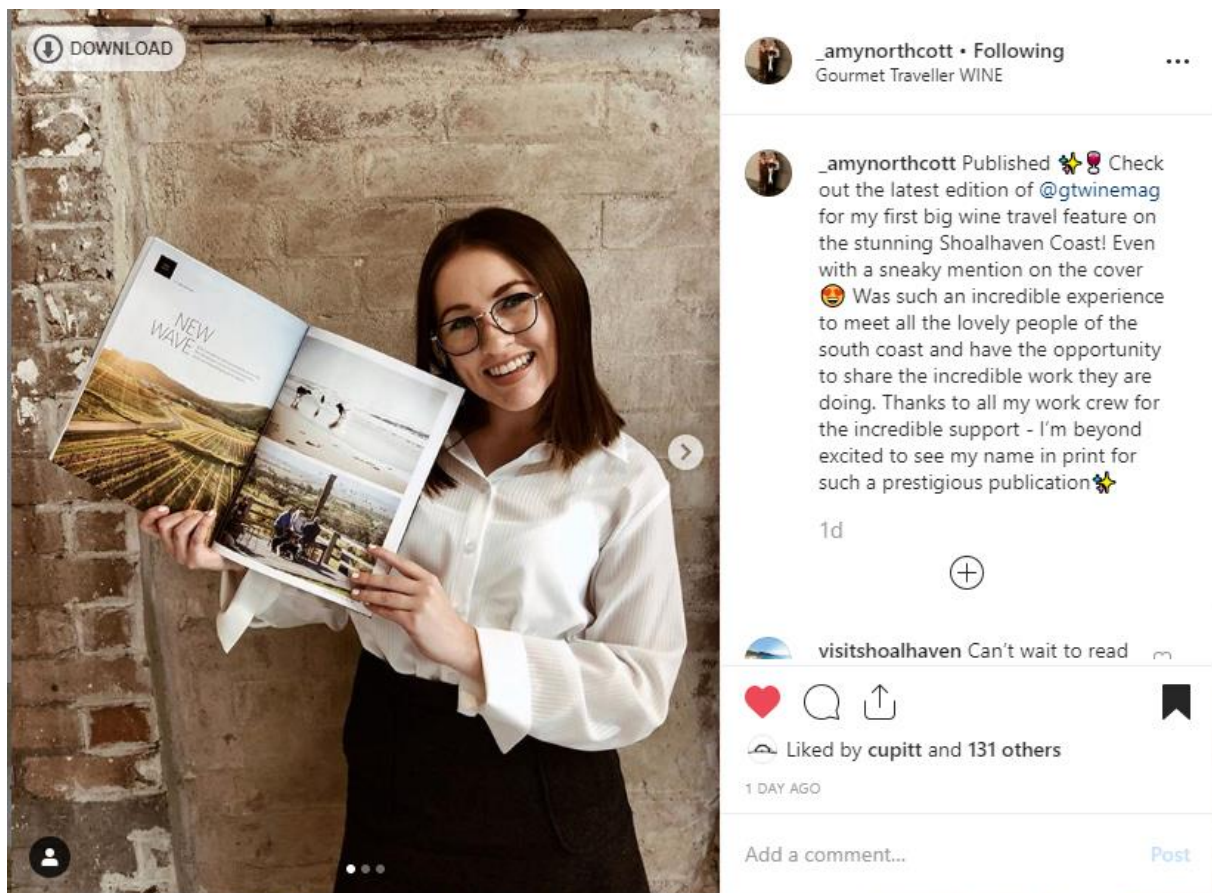 DOWNLOAD
NEW
WAVE
_amynorthcott • Following
Gourmet Traveller WINE
_amynorthcott Published ✨🍷 Check
out the latest edition of @gtwinemag
for my first big wine travel feature on
the stunning Shoalhaven Coast! Even
with a sneaky mention on the cover
😍 Was such an incredible experience
to meet all the lovely people of the
south coast and have the opportunity
to share the incredible work they are
doing. Thanks to all my work crew for
the incredible support - I'm beyond
excited to see my name in print for
such a prestigious publication✨
1d
visitshoalhaven Can't wait to read
Liked by cupitt and 131 others
1 DAY AGO
Add a comment...
Post